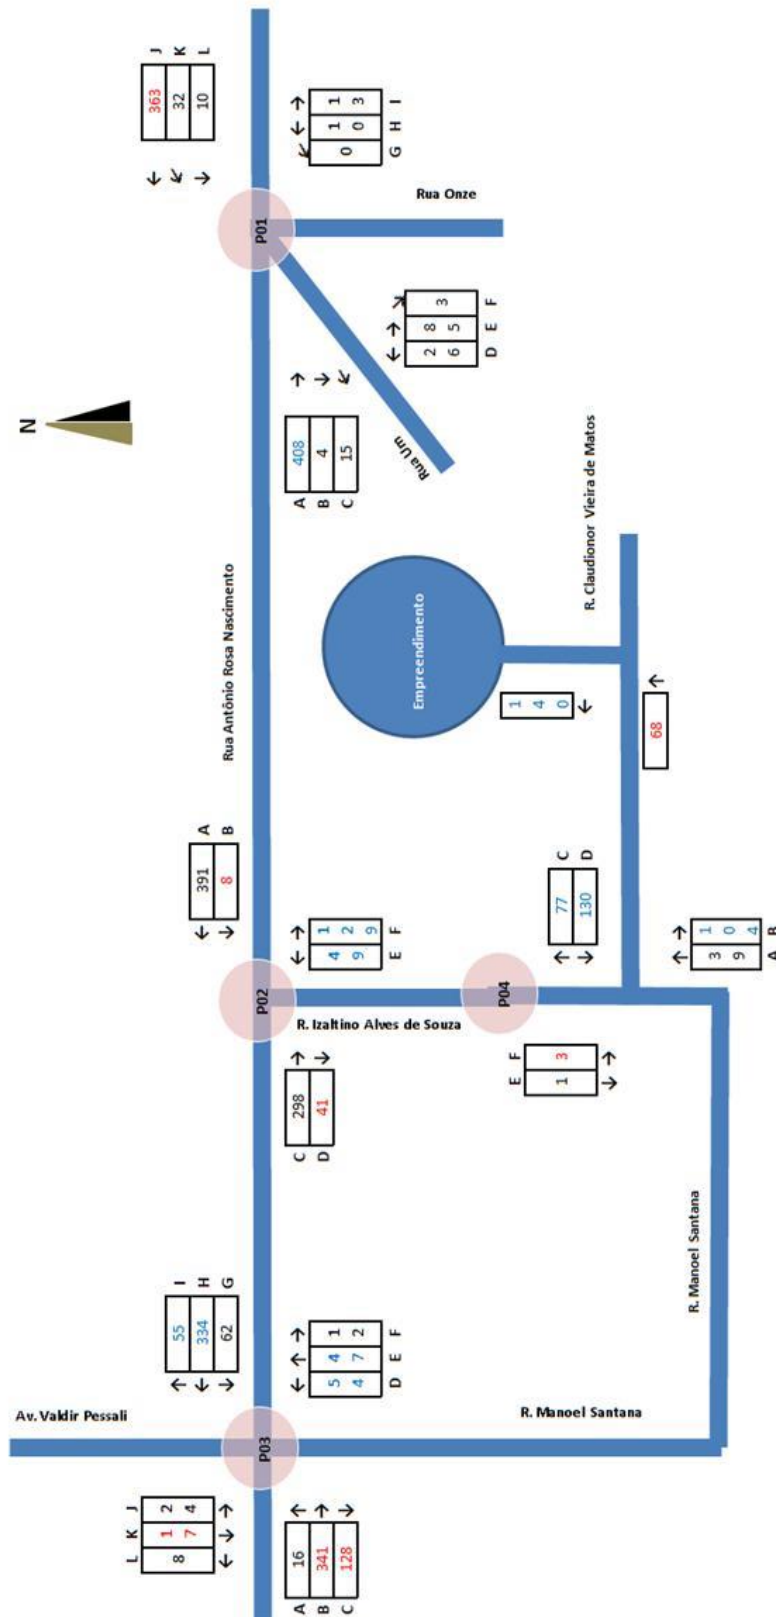 N
J 363
K 32
L 10
0 1 1
0 3
G H I
P01
Rua Onze
2 8 3
6 5
D E F
A 408
B 4
C 15
Rua Um
Rua Antônio Rosa Nascimento
Empreendimento
R. Claudionor Vieira de Matos
1
4
0
68
391 A
8 B
P02
4 1
9 2
9 9
E F
R. Izaltino Alves de Souza
C 298
D 41
P04
77 C
130 D
3 1
9 0
4
A B
E F
1 3
R. Manoel Santana
55 I
334 H
62 G
Av. Valdir Pessali
P03
5 4 1
4 7 2
D E F
R. Manoel Santana
L K J
8 1 2
7 4
A 16
B 341
C 128